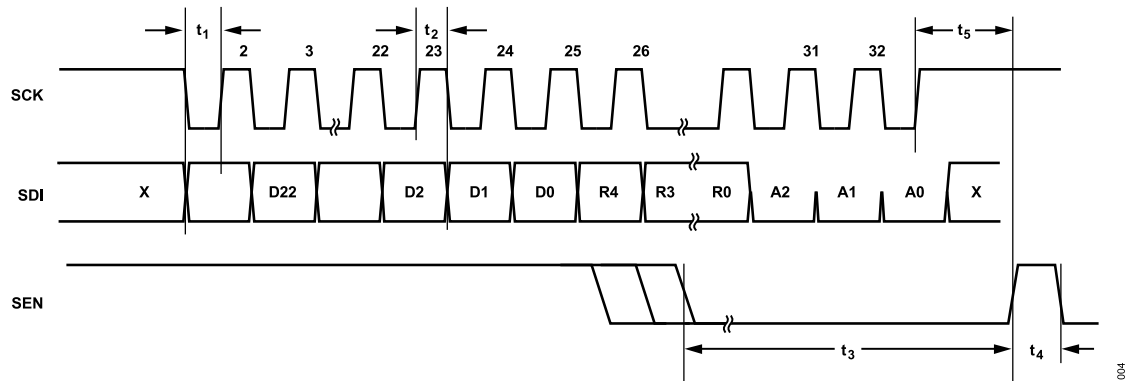 t1 t2 t5
2 3 22 23 24 25 26 31 32
SCK
SDI X D22 D2 D1 D0 R4 R3 R0 A2 A1 A0 X
SEN
t3 t4
004